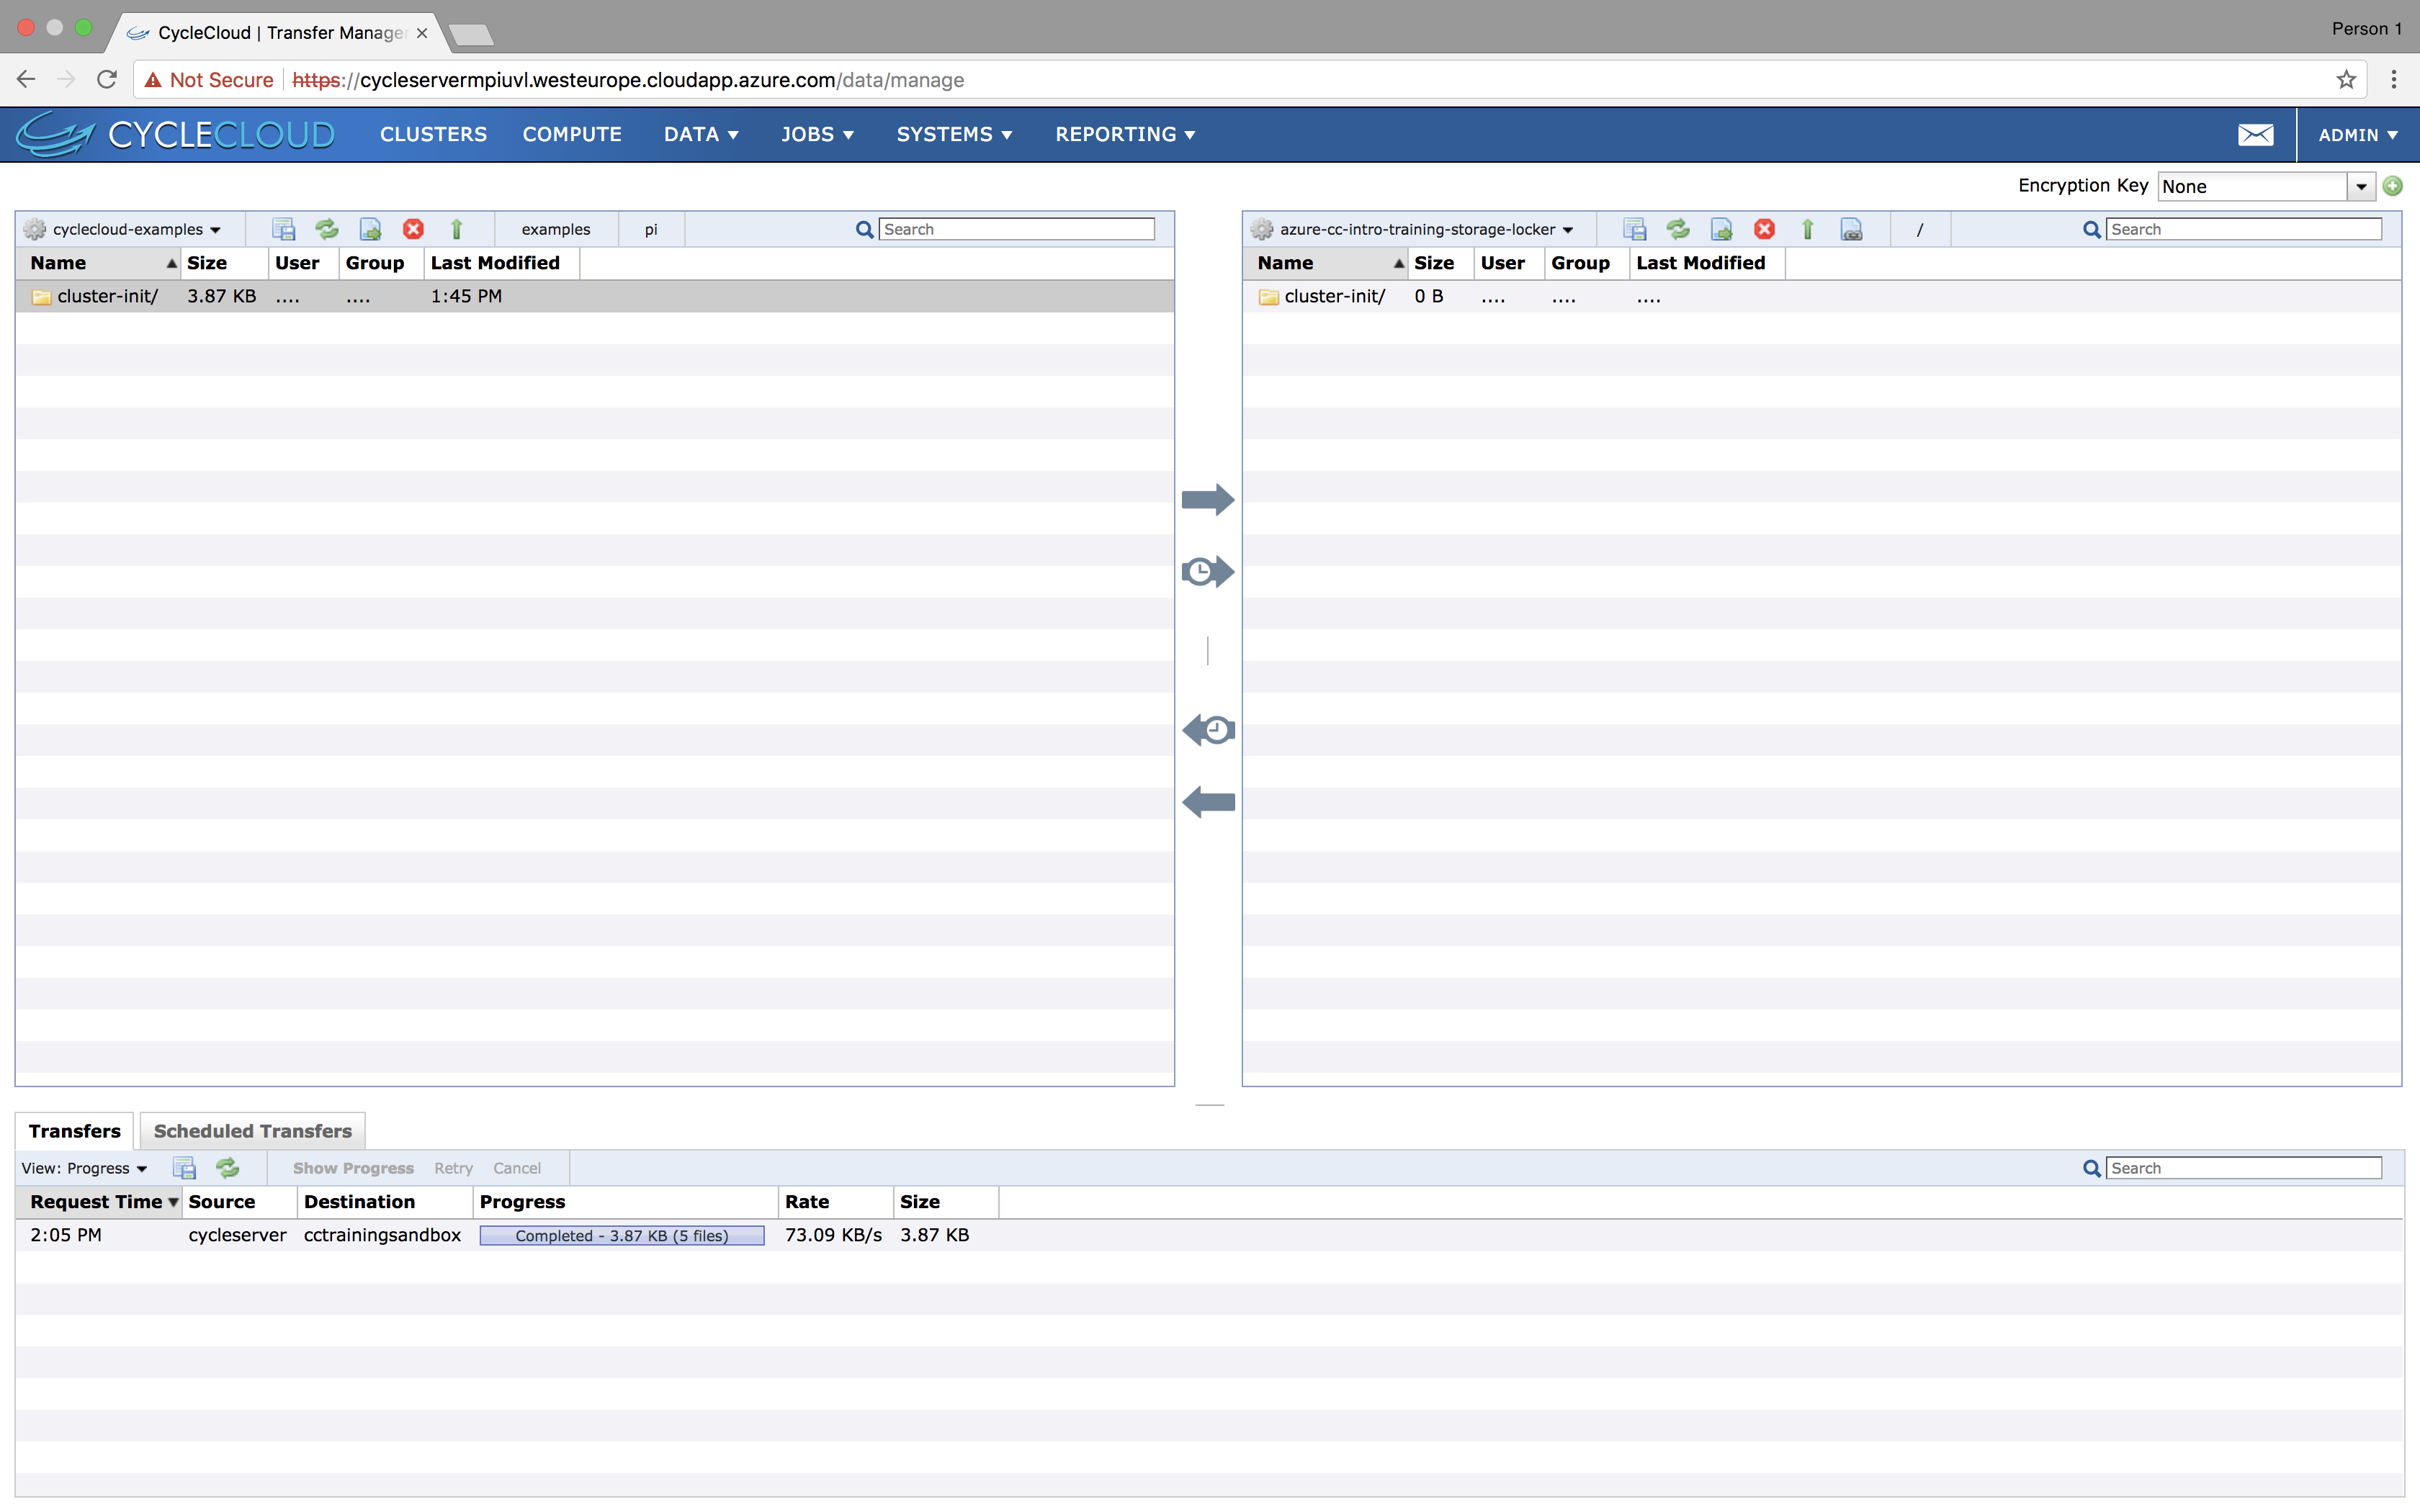 CycleCloud | Transfer Manage
Person 1
Not Secure https://cycleservermpiuvl.westeurope.cloudapp.azure.com/data/manage
CYCLECLOUD CLUSTERS COMPUTE DATA JOBS SYSTEMS REPORTING ADMIN
Encryption Key None
cyclecloud-examples examples pi Search
Name Size User Group Last Modified
cluster-init/ 3.87 KB .... .... 1:45 PM
azure-cc-intro-training-storage-locker / Search
Name Size User Group Last Modified
cluster-init/ 0 B .... .... ....
Transfers Scheduled Transfers
View: Progress Show Progress Retry Cancel Search
Request Time Source Destination Progress Rate Size
2:05 PM cycleserver cctrainingsandbox Completed - 3.87 KB (5 files) 73.09 KB/s 3.87 KB